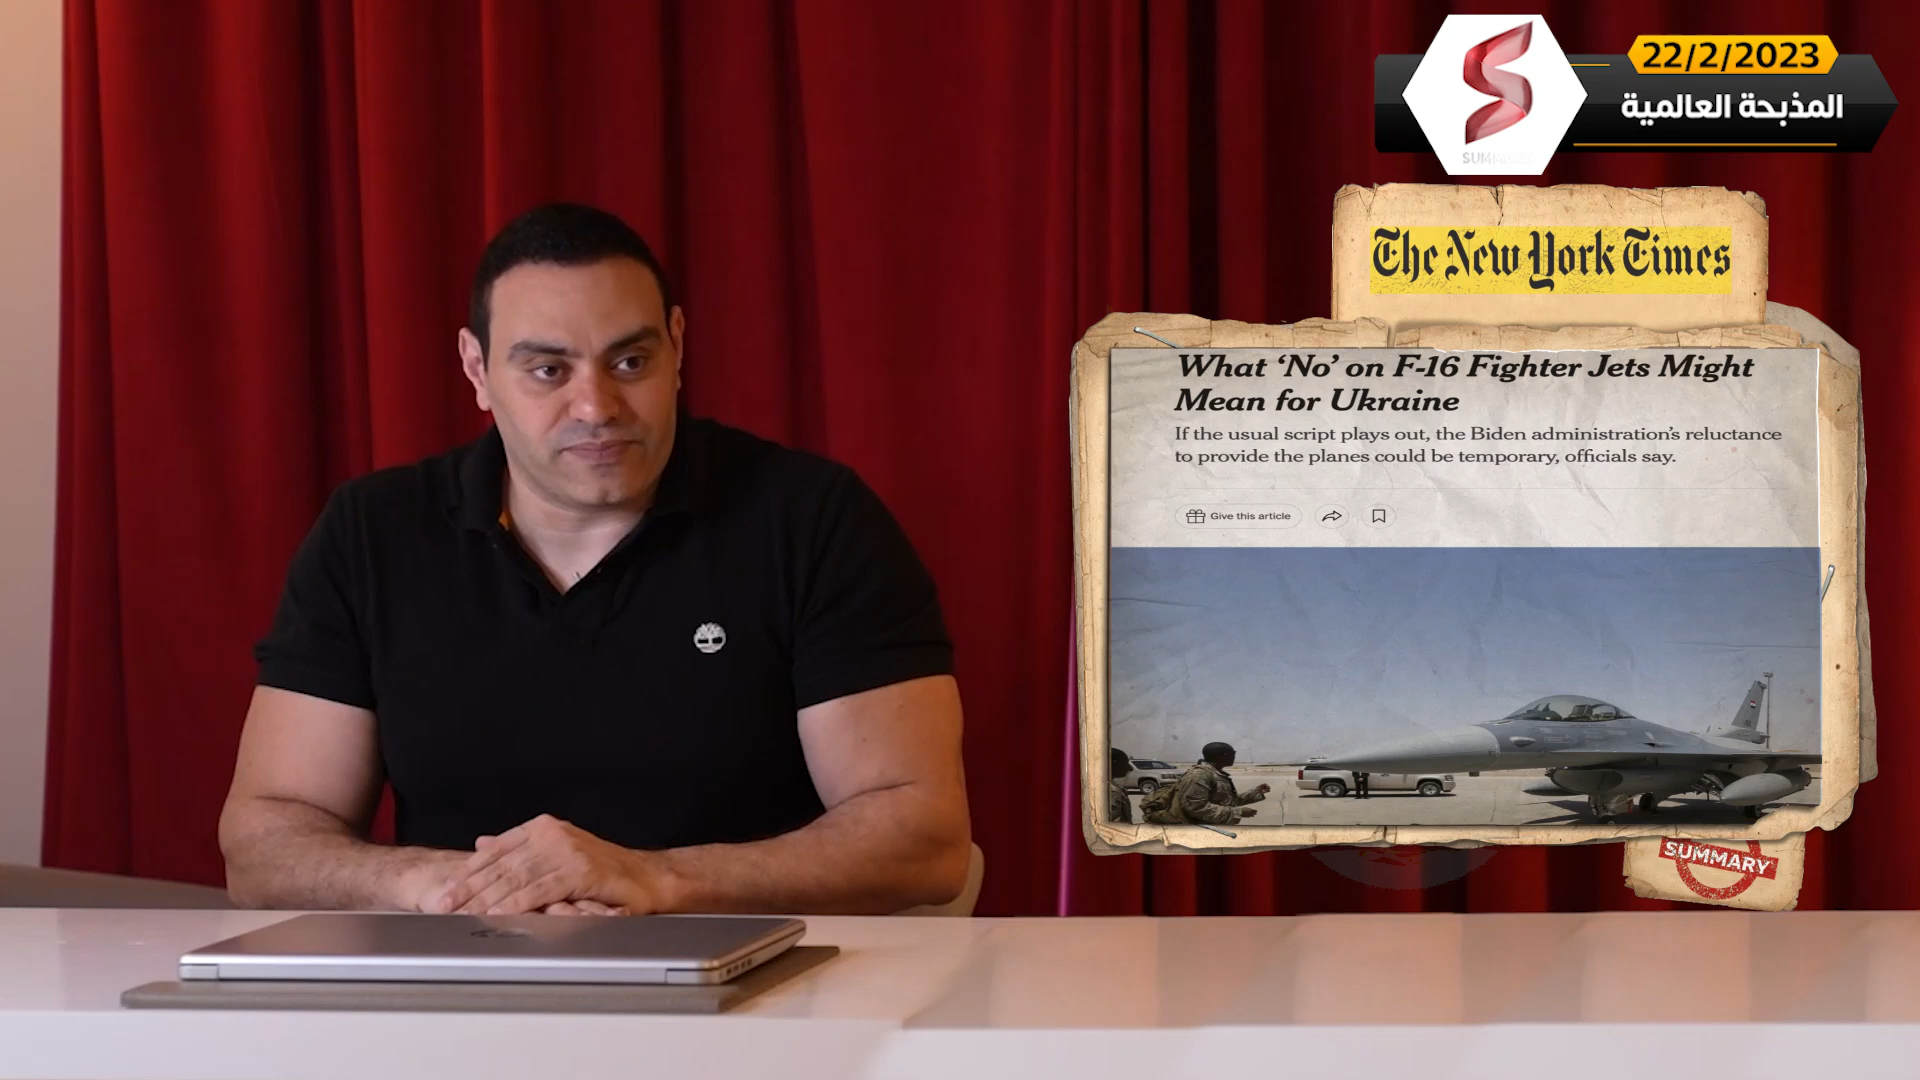 22/2/2023
المذبحة العالمية
SUMMARY
The New York Times
What ‘No’ on F-16 Fighter Jets Might
Mean for Ukraine
If the usual script plays out, the Biden administration’s reluctance
to provide the planes could be temporary, officials say.
Give this article
SUMMARY